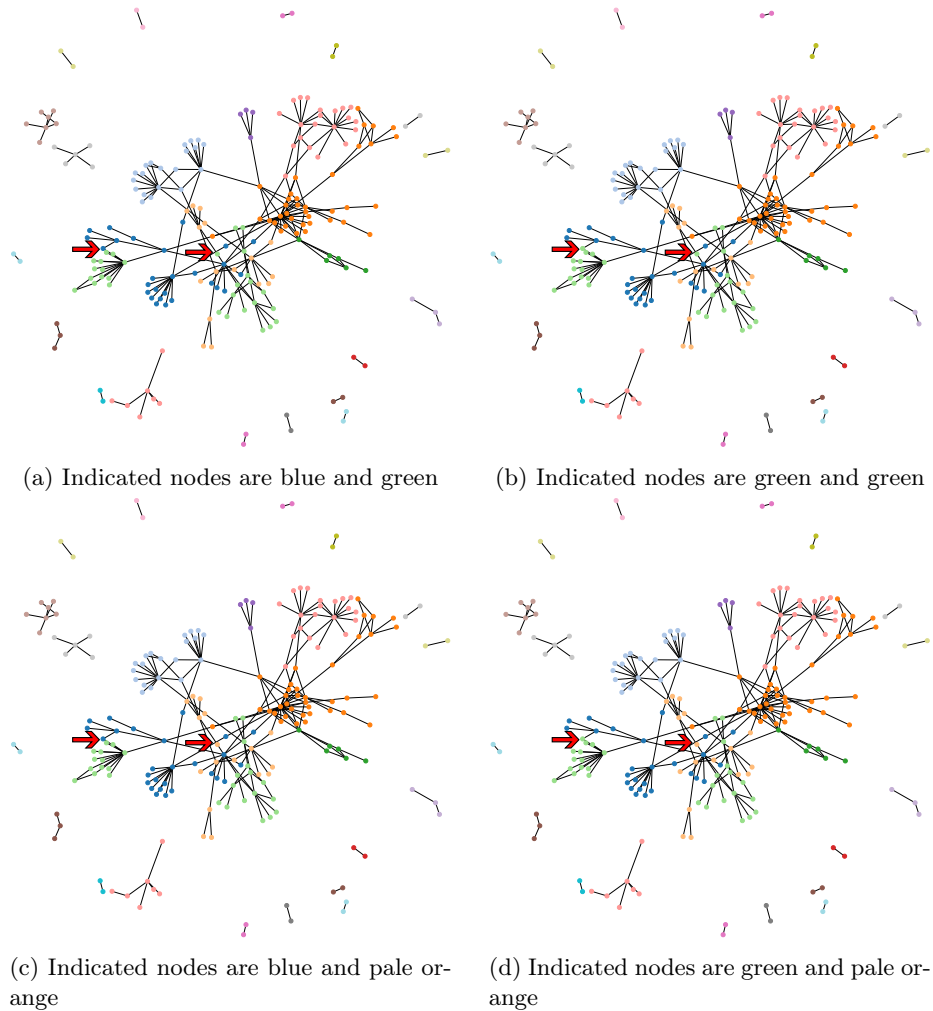 (a) Indicated nodes are blue and green
(b) Indicated nodes are green and green
(c) Indicated nodes are blue and pale or-
ange
(d) Indicated nodes are green and pale or-
ange